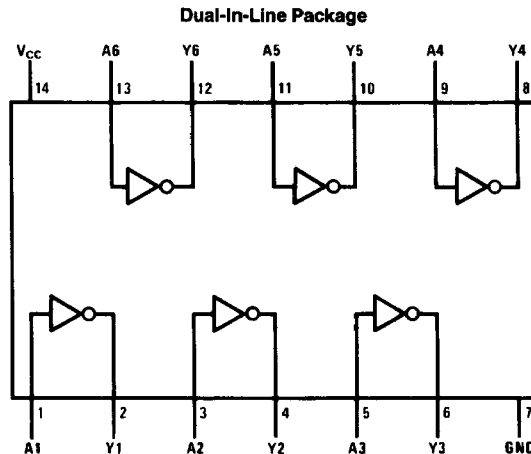 Dual-In-Line Package
VCC A6 Y6 A5 Y5 A4 Y4
14 13 12 11 10 9 8
1 2 3 4 5 6 7
A1 Y1 A2 Y2 A3 Y3 GND